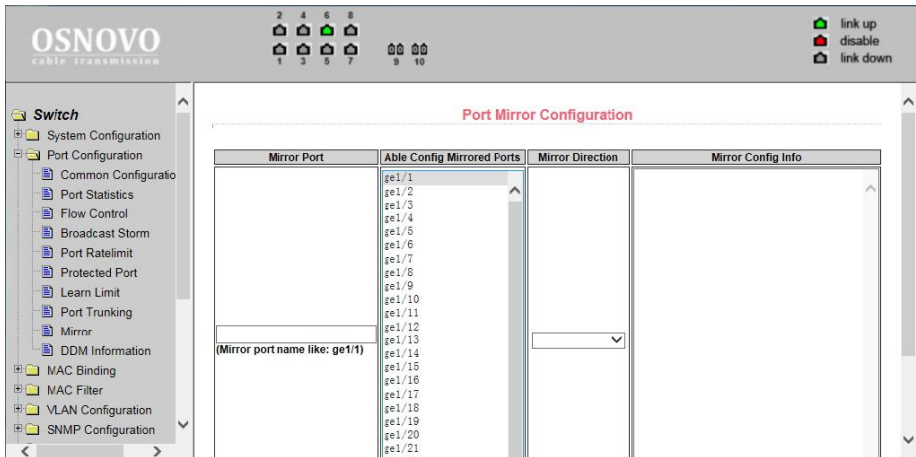 OSNOVO
cable transmission
2 4 6 8
1 3 5 7 9 10
link up
disable
link down
Switch
System Configuration
Port Configuration
Common Configuratio
Port Statistics
Flow Control
Broadcast Storm
Port Ratelimit
Protected Port
Learn Limit
Port Trunking
Mirror
DDM Information
MAC Binding
MAC Filter
VLAN Configuration
SNMP Configuration
Port Mirror Configuration
Mirror Port
Able Config Mirrored Ports
Mirror Direction
Mirror Config Info
(Mirror port name like: ge1/1)
ge1/1
ge1/2
ge1/3
ge1/4
ge1/5
ge1/6
ge1/7
ge1/8
ge1/9
ge1/10
ge1/11
ge1/12
ge1/13
ge1/14
ge1/15
ge1/16
ge1/17
ge1/18
ge1/19
ge1/20
ge1/21